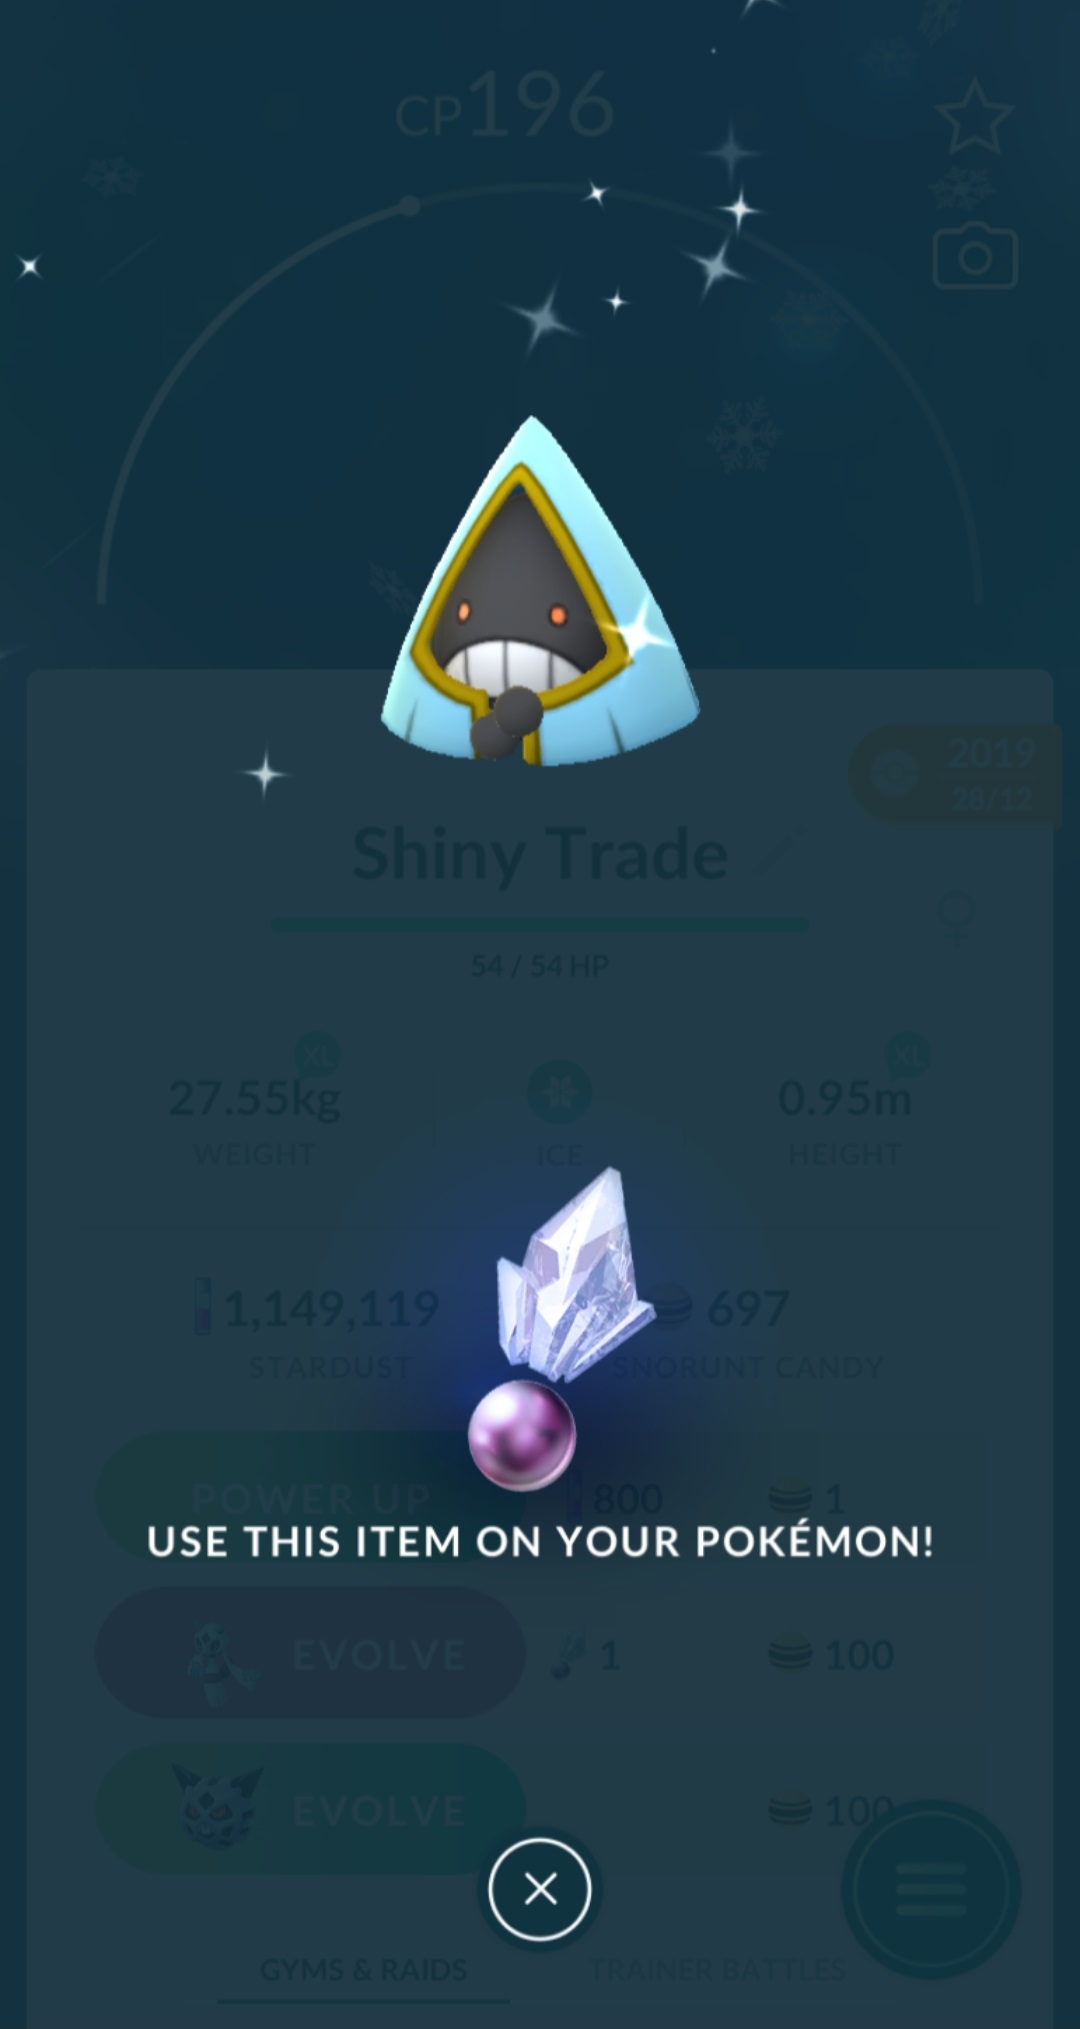 CP196
2019
28/12
Shiny Trade
54 / 54 HP
XL
XL
27.55kg
0.95m
WEIGHT
ICE
HEIGHT
1,149,119
697
STARDUST
SNORUNT CANDY
POWER UP
800
1
USE THIS ITEM ON YOUR POKÉMON!
EVOLVE
1
100
EVOLVE
100
GYMS & RAIDS
TRAINER BATTLES